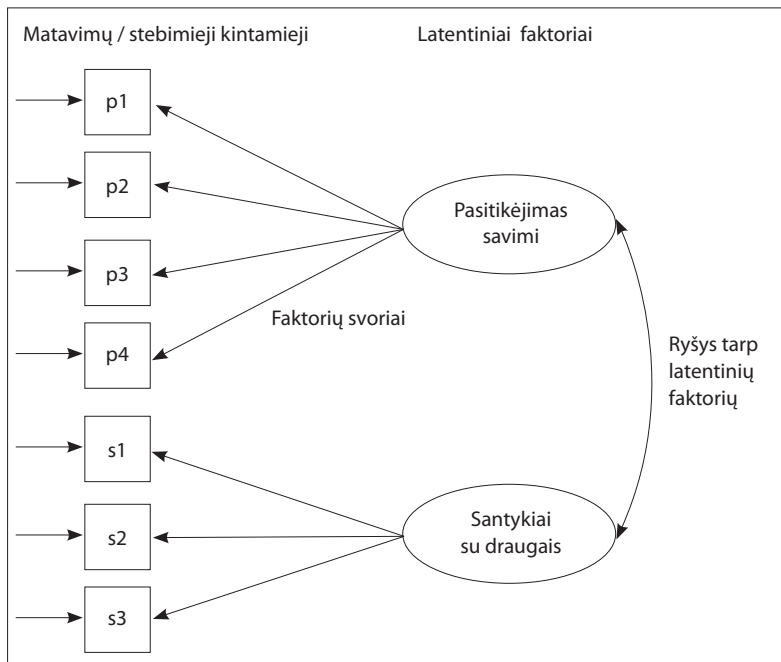 Matavimų / stebimieji kintamieji
Latentiniai faktoriai
p1
p2
p3
p4
s1
s2
s3
Faktorių svoriai
Pasitikėjimas
savimi
Santykiai
su draugais
Ryšys tarp
latentinių
faktorių